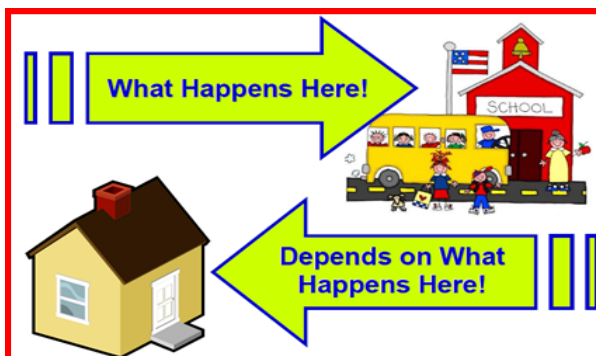 What Happens Here!
SCHOOL
Depends on What
Happens Here!